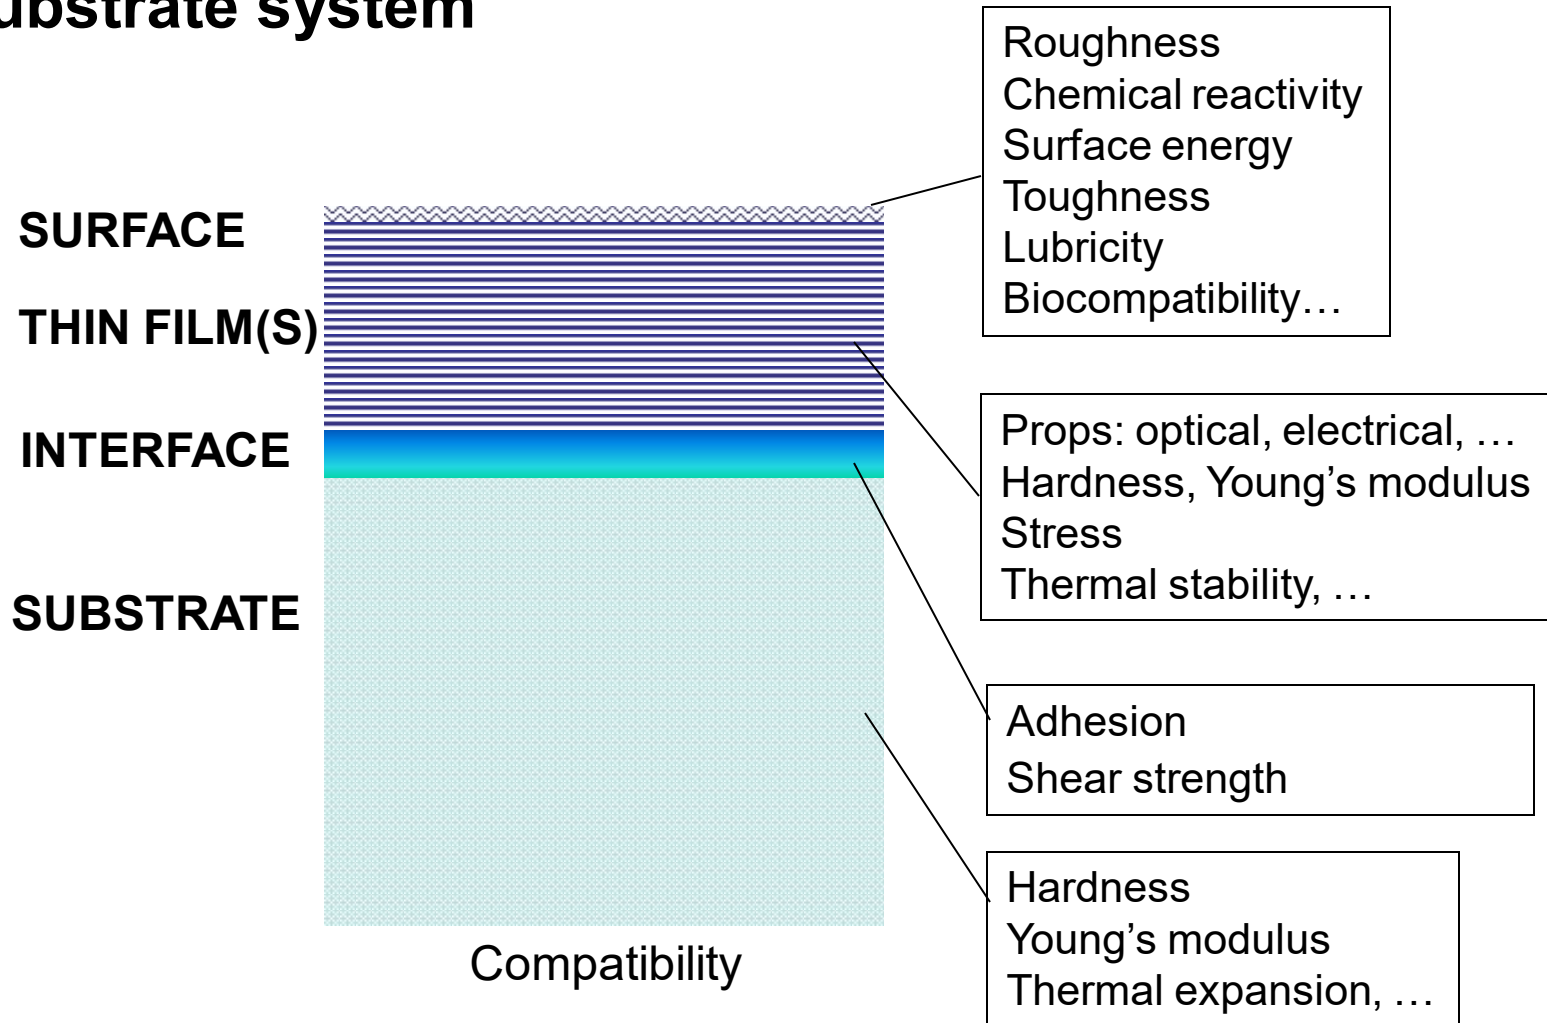 ubstrate system
Roughness
Chemical reactivity
Surface energy
Toughness
Lubricity
Biocompatibility…
SURFACE
THIN FILM(S)
INTERFACE
SUBSTRATE
Props: optical, electrical, …
Hardness, Young’s modulus
Stress
Thermal stability, …
Adhesion
Shear strength
Hardness
Young’s modulus
Thermal expansion, …
Compatibility